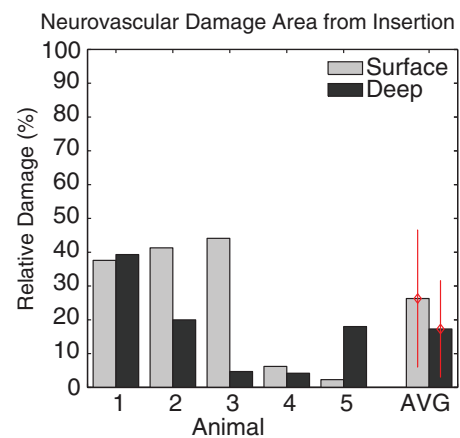 Neurovascular Damage Area from Insertion
Relative Damage (%)
100
90
80
70
60
50
40
30
20
10
0
Surface
Deep
1 2 3 4 5 AVG
Animal